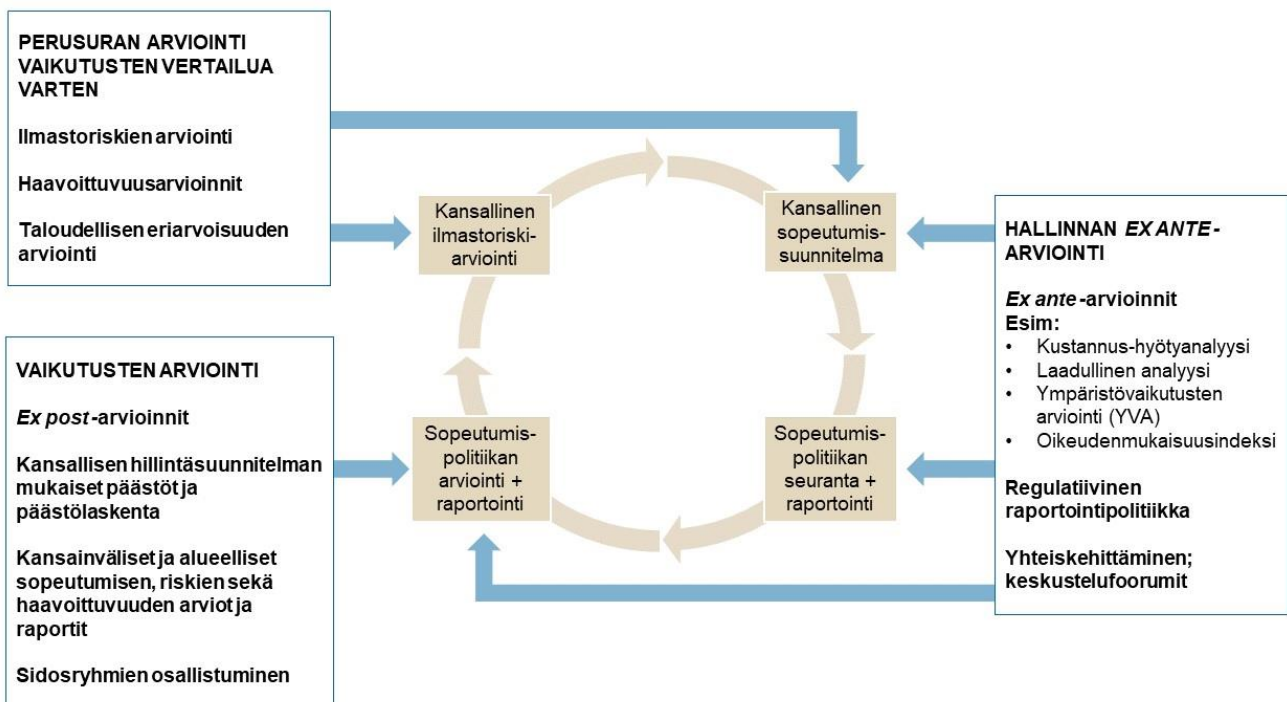 PERUSURAN ARVIOINTI
VAIKUTUSTEN VERTAILUA
VARTEN
Ilmastoriskien arviointi
Haavoittuvuusarvioinnit
Taloudellisen eriarvoisuuden
arviointi
Kansallinen
ilmastoriski-
arviointi
Kansallinen
sopeutumis-
suunnitelma
HALLINNAN EX ANTE-
ARVIOINTI
Ex ante -arvioinnit
Esim:
• Kustannus-hyötyanalyysi
• Laadullinen analyysi
• Ympäristövaikutusten
arviointi (YVA)
• Oikeudenmukaisuusindeksi
Regulatiivinen
raportointipolitiikka
Yhteiskehittäminen;
keskustelufoorumit
VAIKUTUSTEN ARVIOINTI
Ex post -arvioinnit
Kansallisen hillintäsuunnitelman
mukaiset päästöt ja
päästölaskenta
Kansainväliset ja alueelliset
sopeutumisen, riskien sekä
haavoittuvuuden arviot ja
raportit
Sidosryhmien osallistuminen
Sopeutumis-
politiikan
arviointi +
raportointi
Sopeutumis-
politiikan
seuranta +
raportointi